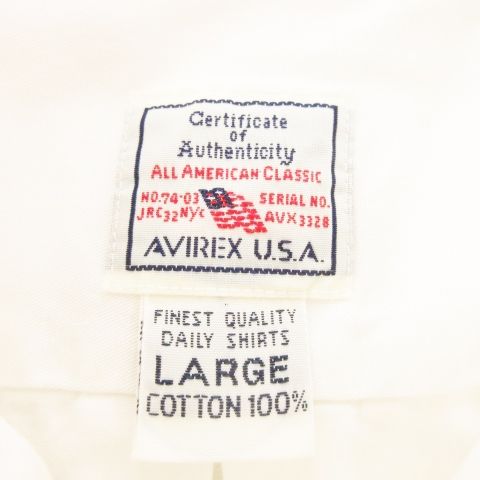 Certificate
of
Authenticity
ALL AMERICAN CLASSIC
NO.74-03 SERIAL NO.
JRC32NYC AVX3328
AVIREX U.S.A.
FINEST QUALITY
DAILY SHIRTS
LARGE
COTTON 100%